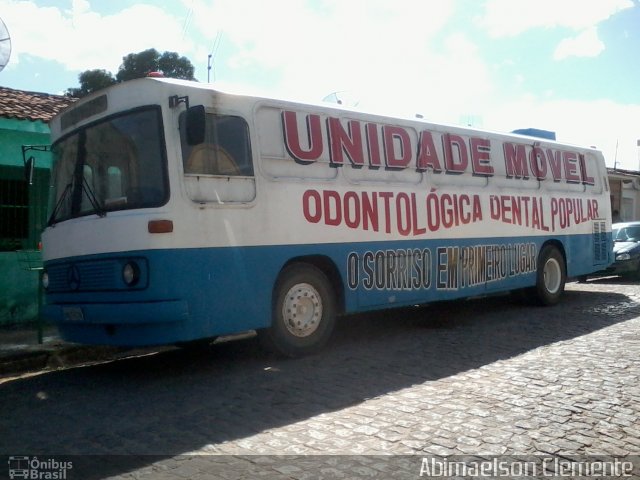 UNIDADE MÓVEL
ODONTOLÓGICA DENTAL POPULAR
O SORRISO EM PRIMEIRO LUGAR
Ônibus
Brasil
Abimaelson Clemente